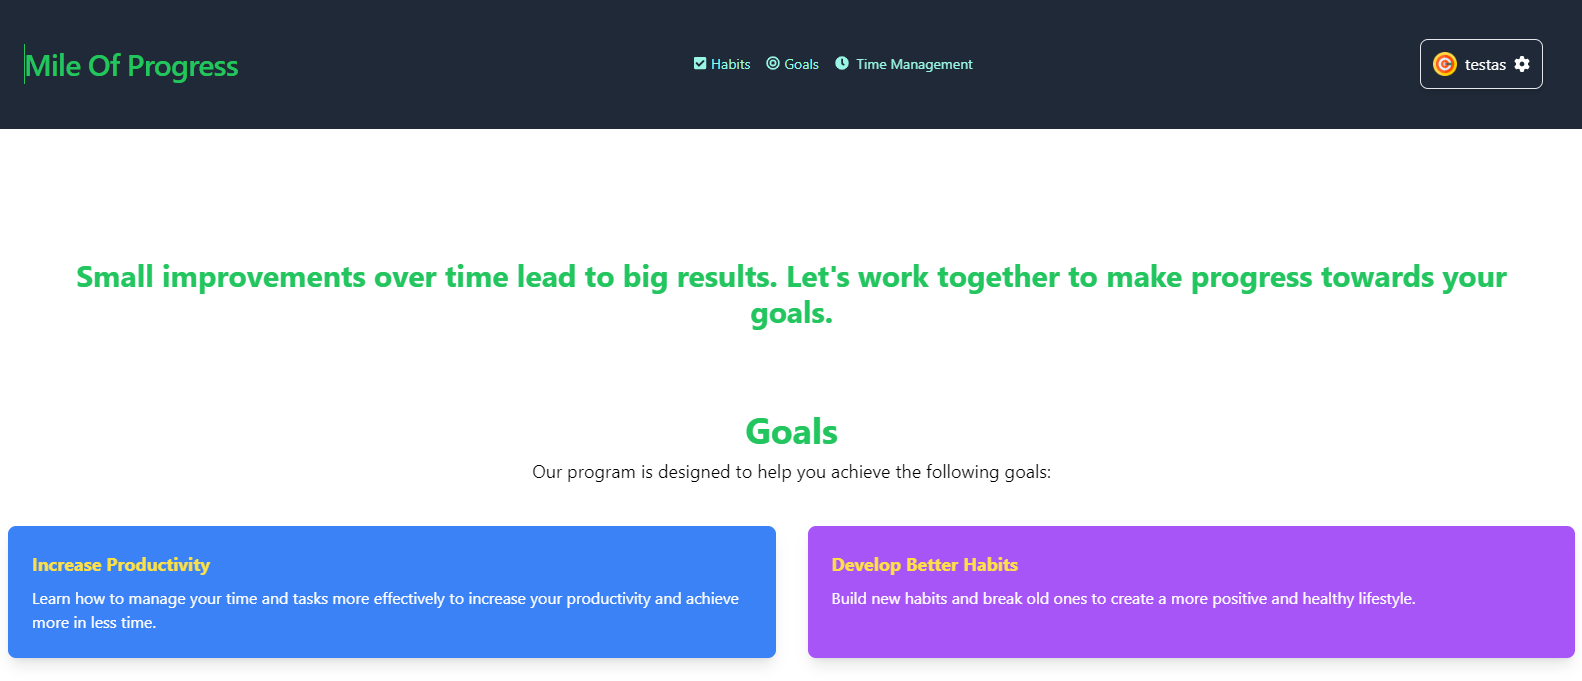 Mile Of Progress
Habits
Goals
Time Management
testas
Small improvements over time lead to big results. Let's work together to make progress towards your
goals.
Goals
Our program is designed to help you achieve the following goals:
Increase Productivity
Learn how to manage your time and tasks more effectively to increase your productivity and achieve
more in less time.
Develop Better Habits
Build new habits and break old ones to create a more positive and healthy lifestyle.